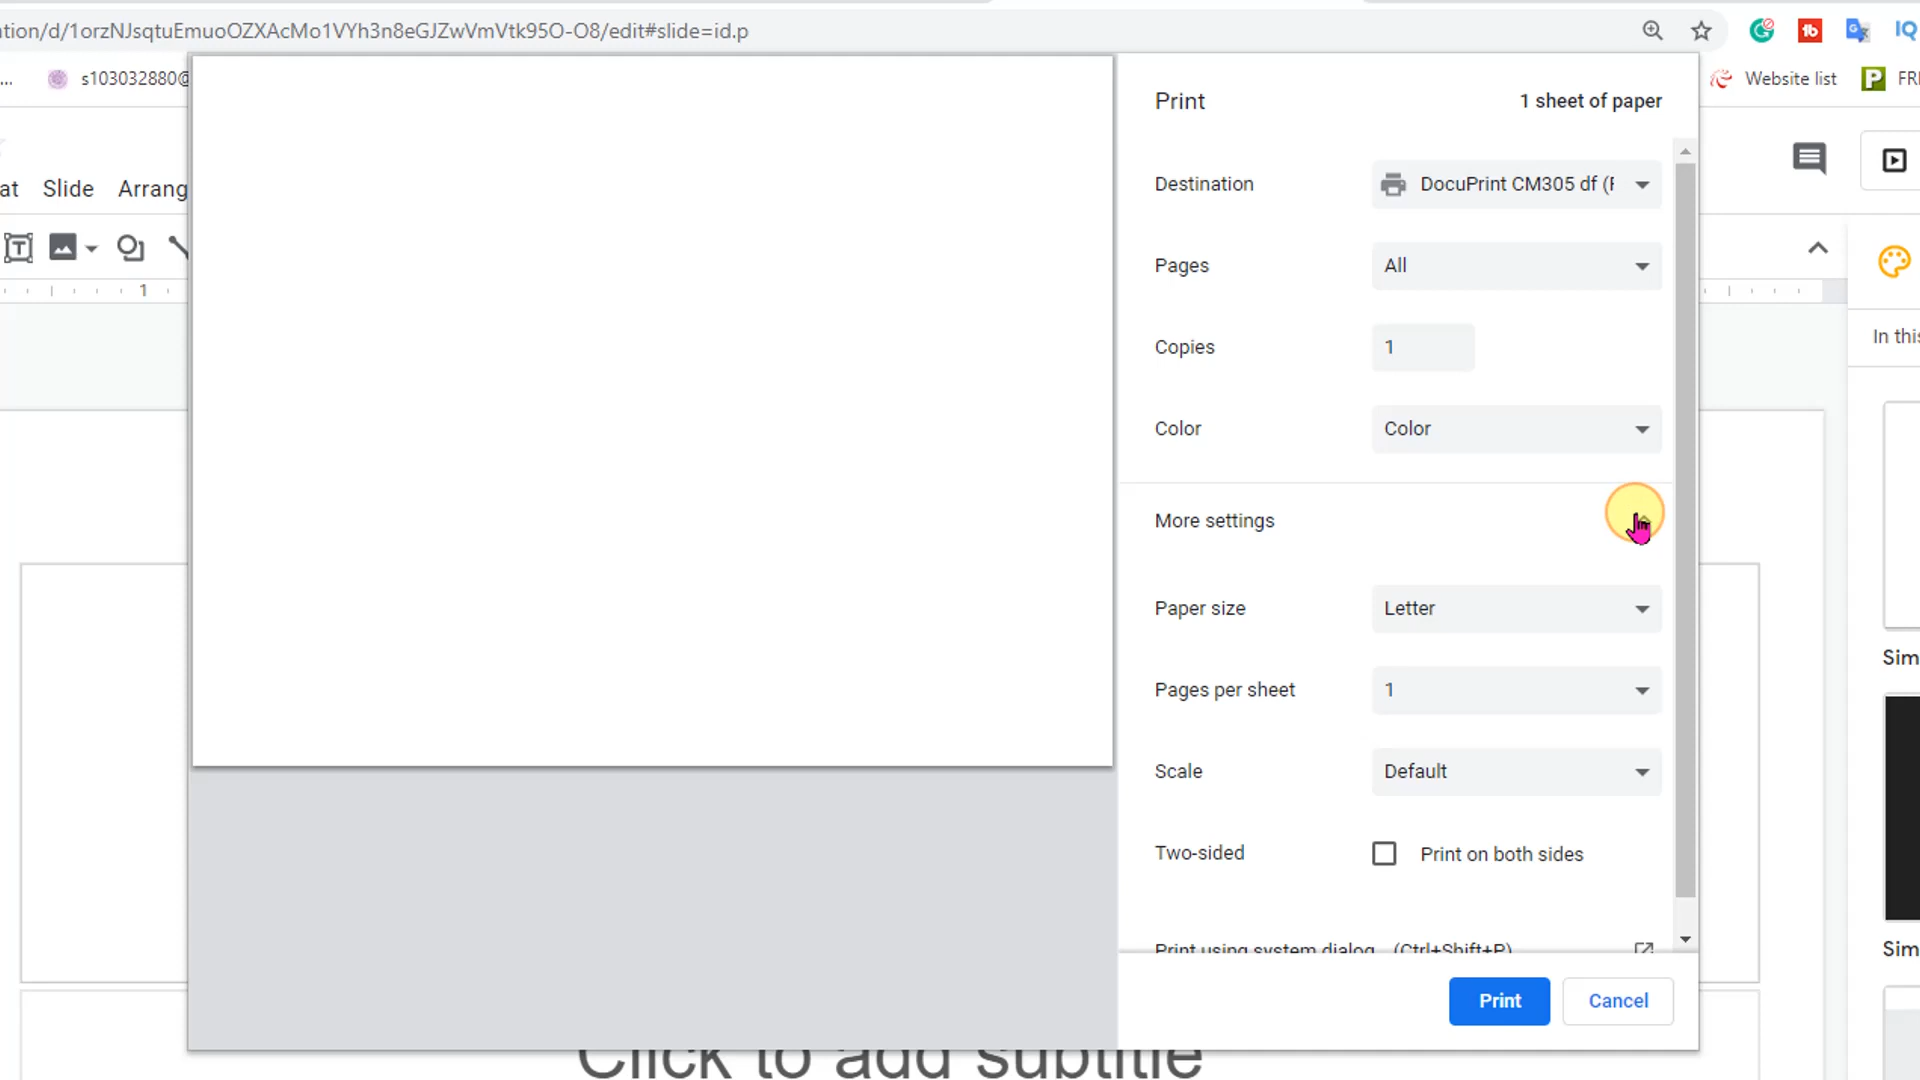 tion/d/1orzNJsqtuEmuoOZXAcMo1VYh3n8eGJZwVmVtk95O-O8/edit#slide=id.p
IQ
... s103032880@
Website list
FRE
Print
1 sheet of paper
at Slide Arrang
Destination
DocuPrint CM305 df (F
1
Pages
All
In this
Copies
1
Color
Color
More settings
Paper size
Letter
Sim
Pages per sheet
1
Scale
Default
Two-sided
Print on both sides
Print using system dialog... (Ctrl+Shift+P)
Sim
Print
Cancel
Click to add subtitle